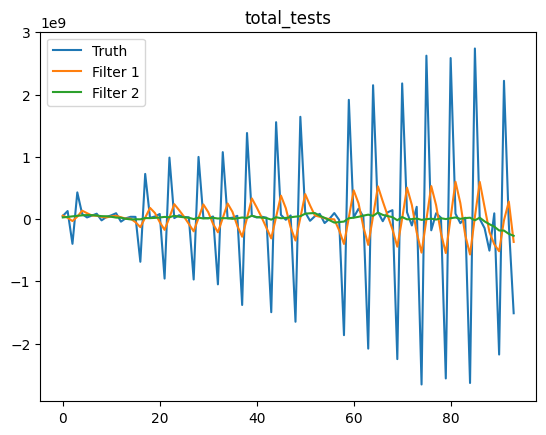 total_tests
1e9
Truth
Filter 1
Filter 2
3
2
1
0
−1
−2
0 20 40 60 80